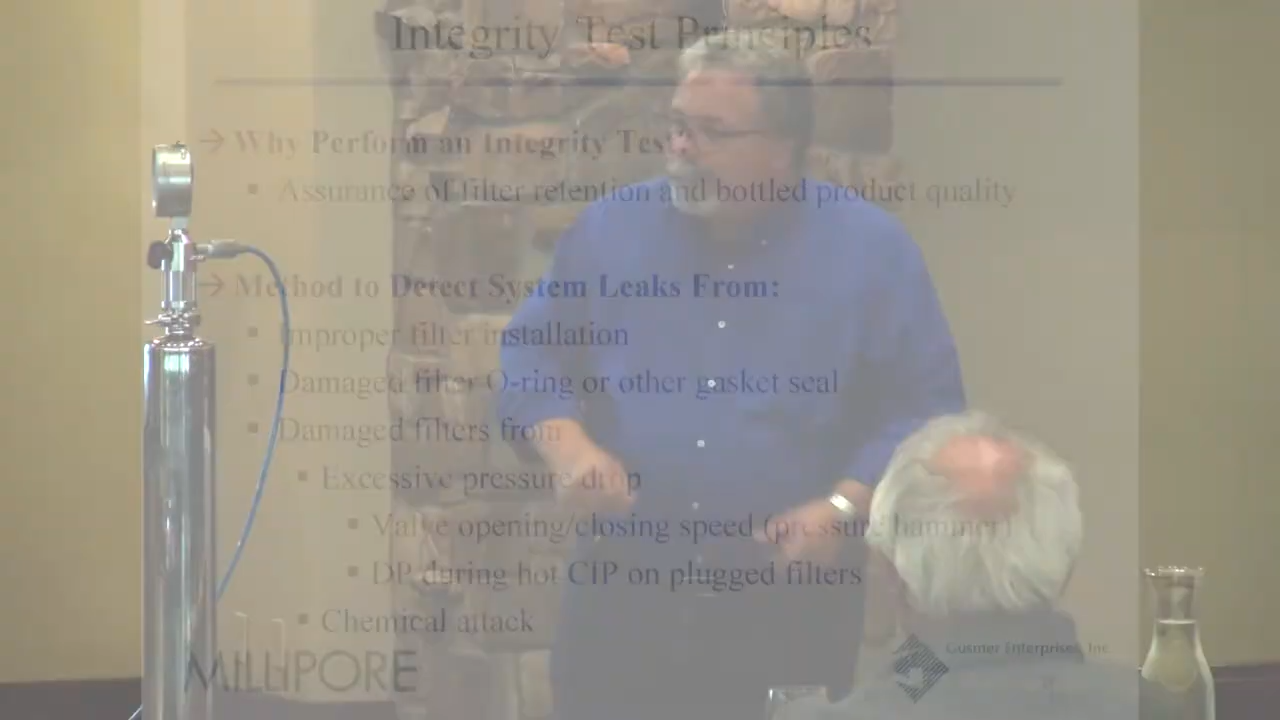 Integrity Test Principles
→ Why Perform an Integrity Test
▪ Assurance of filter retention and bottled product quality
→ Method to Detect System Leaks From:
▪ Improper filter installation
▪ Damaged filter O-ring or other gasket seal
▪ Damaged filters from
▪ Excessive pressure drop
▪ Valve opening/closing speed (pressure hammer)
▪ DP during hot CIP on plugged filters
▪ Chemical attack
MILLIPORE
Gusmer Enterprises, Inc.